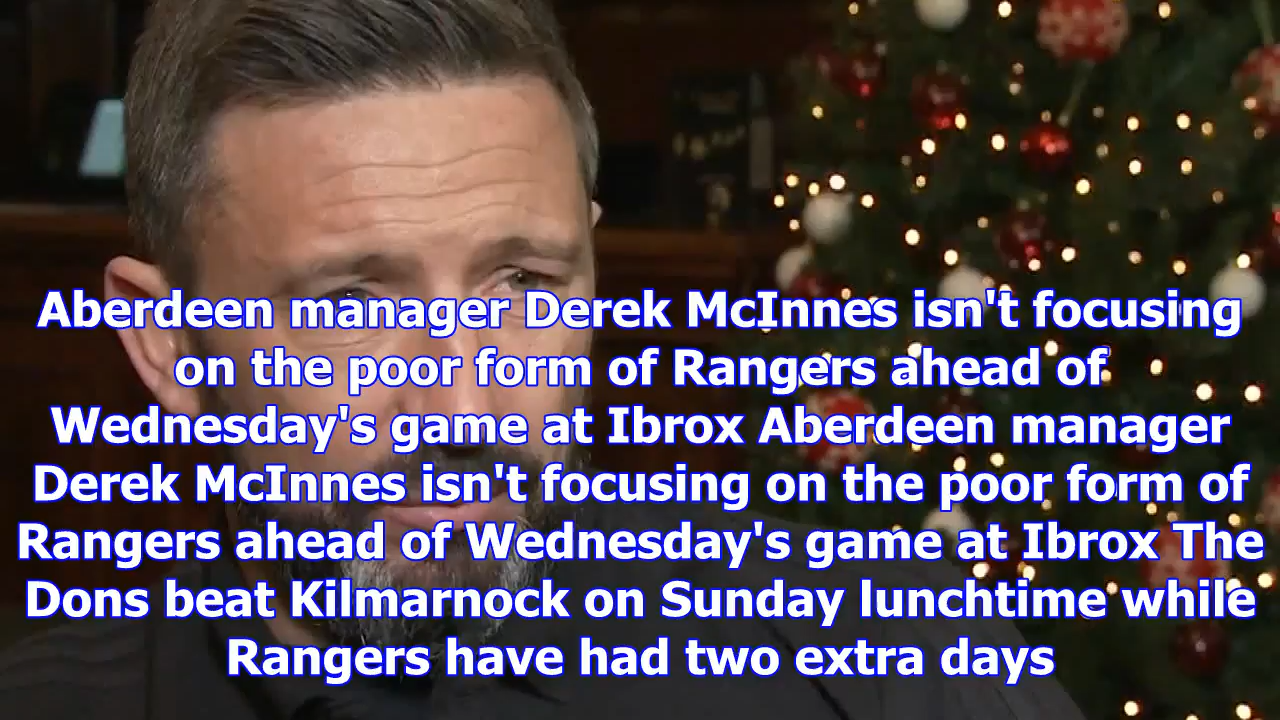 Aberdeen manager Derek McInnes isn't focusing
on the poor form of Rangers ahead of
Wednesday's game at Ibrox Aberdeen manager
Derek McInnes isn't focusing on the poor form of
Rangers ahead of Wednesday's game at Ibrox The
Dons beat Kilmarnock on Sunday lunchtime while
Rangers have had two extra days